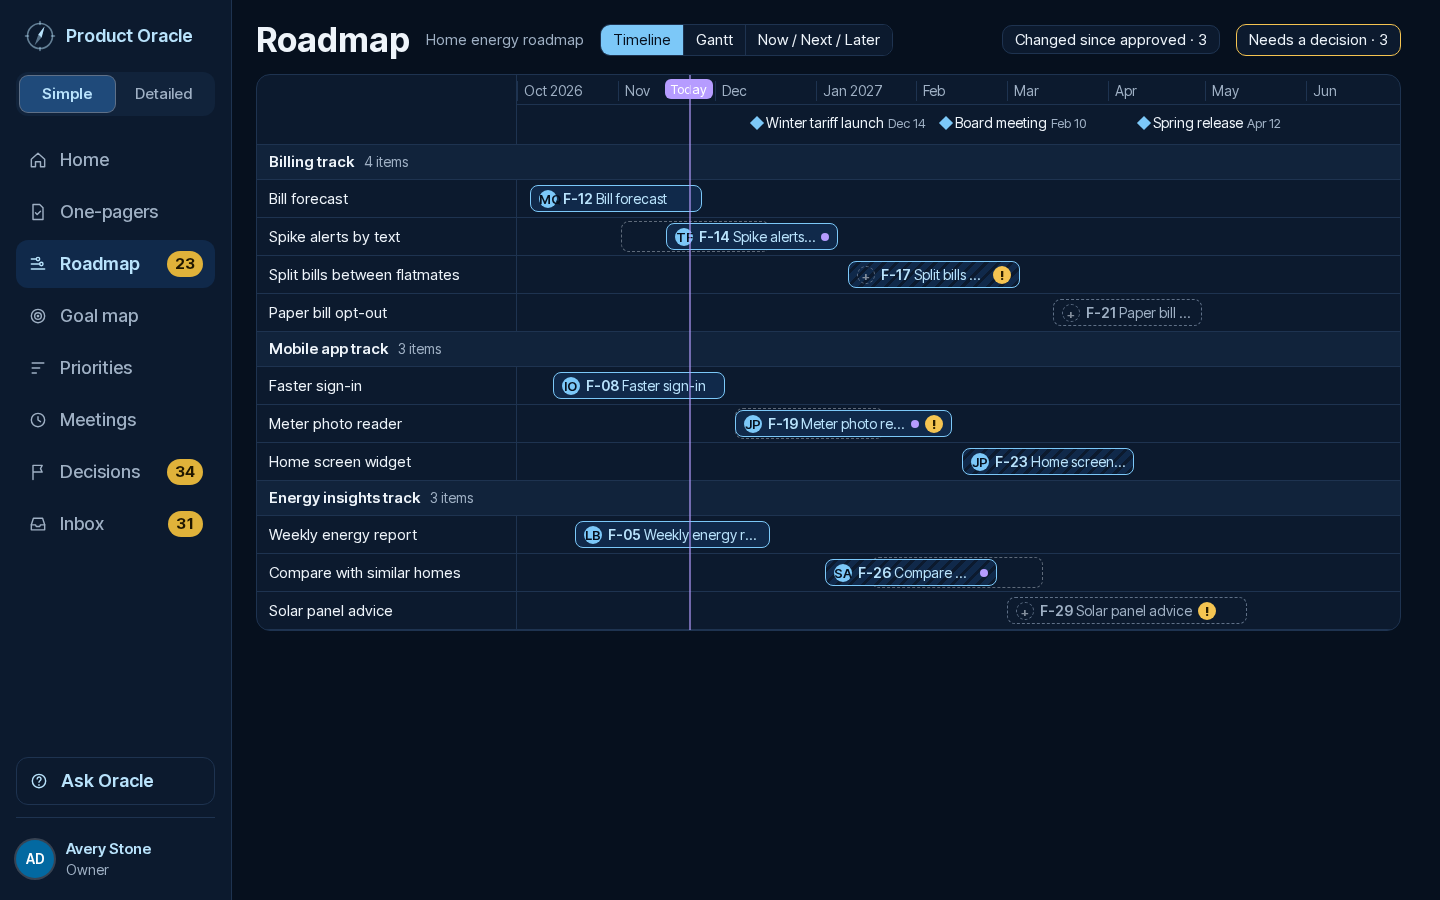 Product Oracle
Simple Detailed
Home
One-pagers
Roadmap 23
Goal map
Priorities
Meetings
Decisions 34
Inbox 31
Ask Oracle
AD Avery Stone
Owner
Roadmap Home energy roadmap Timeline Gantt Now / Next / Later Changed since approved · 3 Needs a decision · 3
Oct 2026 Nov Today Dec Jan 2027 Feb Mar Apr May Jun
Winter tariff launch Dec 14 Board meeting Feb 10 Spring release Apr 12
Billing track 4 items
Bill forecast MO F-12 Bill forecast
Spike alerts by text F-14 Spike alerts...
Split bills between flatmates + F-17 Split bills ... !
Paper bill opt-out + F-21 Paper bill ...
Mobile app track 3 items
Faster sign-in IO F-08 Faster sign-in
Meter photo reader JP F-19 Meter photo re... !
Home screen widget JP F-23 Home screen...
Energy insights track 3 items
Weekly energy report LB F-05 Weekly energy r...
Compare with similar homes SA F-26 Compare ...
Solar panel advice + F-29 Solar panel advice !